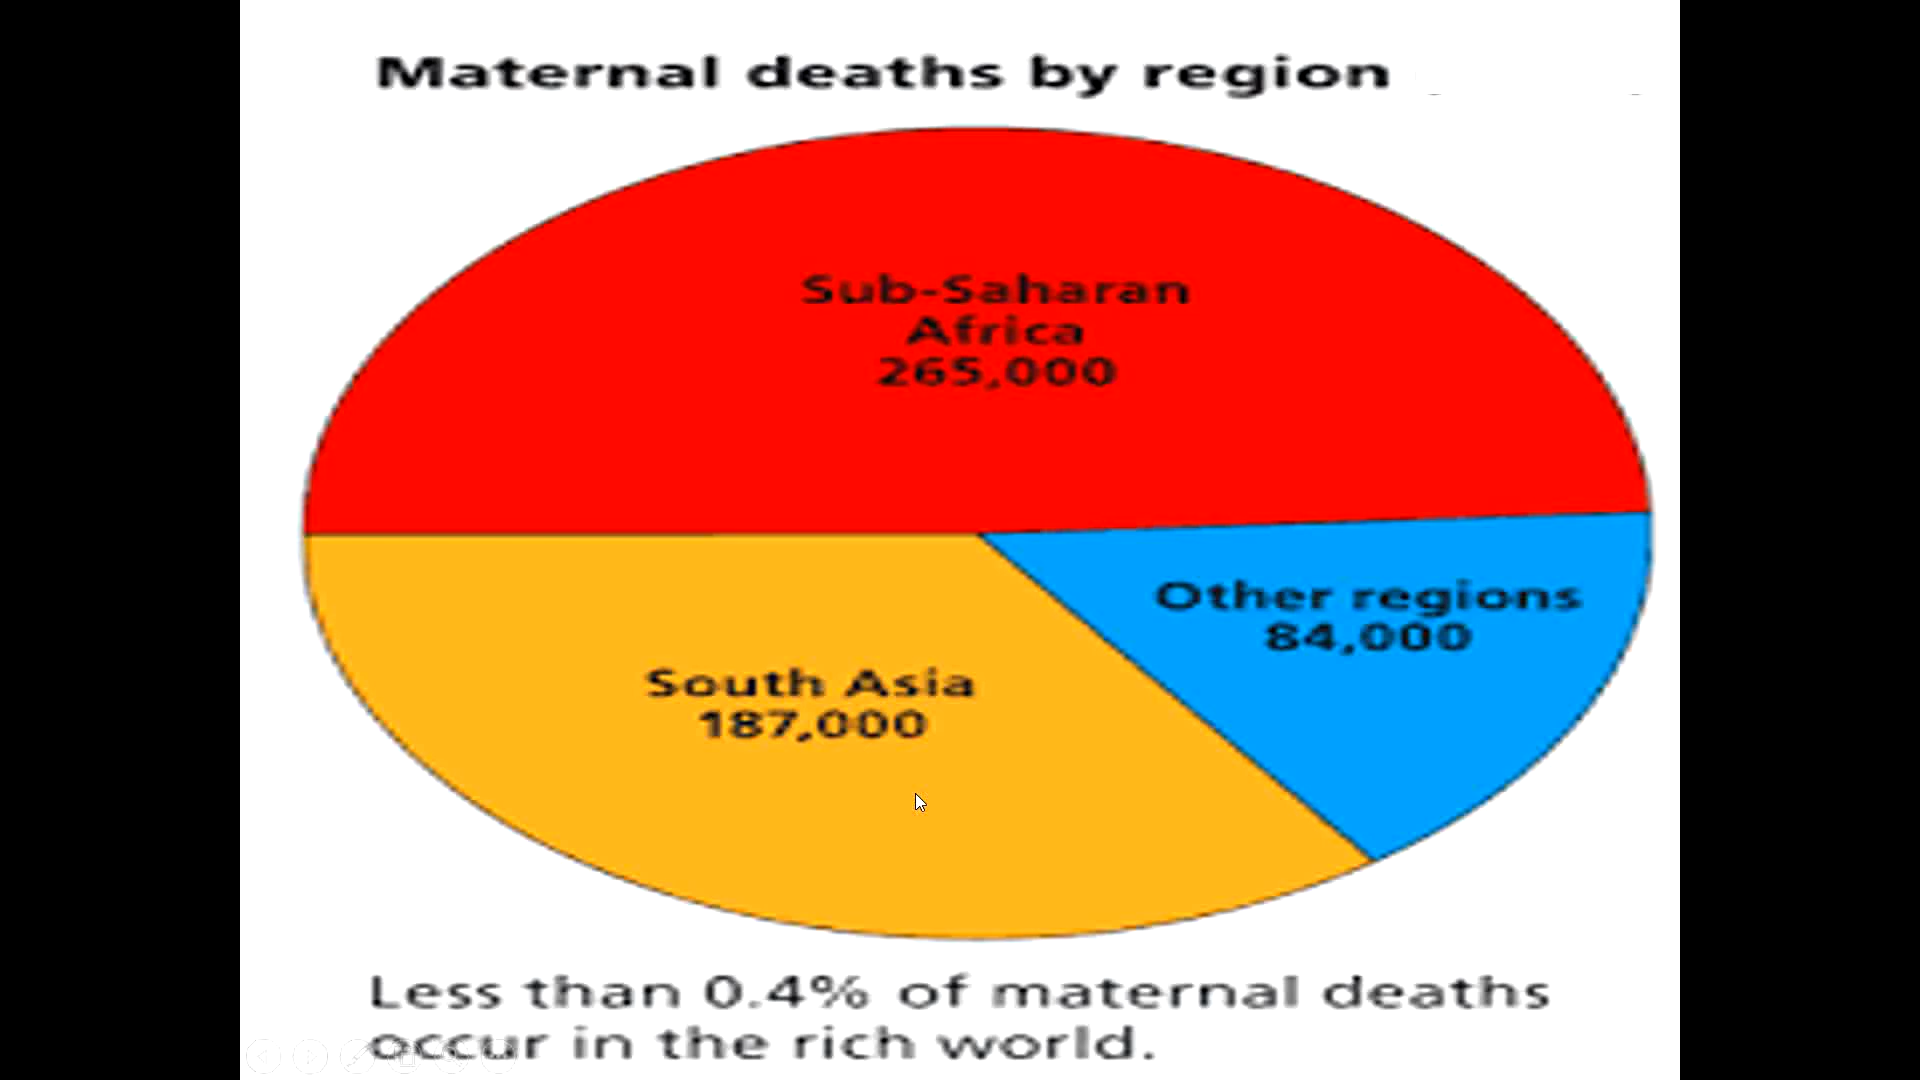 Maternal deaths by region
Sub-Saharan
Africa
265,000
Other regions
84,000
South Asia
187,000
Less than 0.4% of maternal deaths
occur in the rich world.